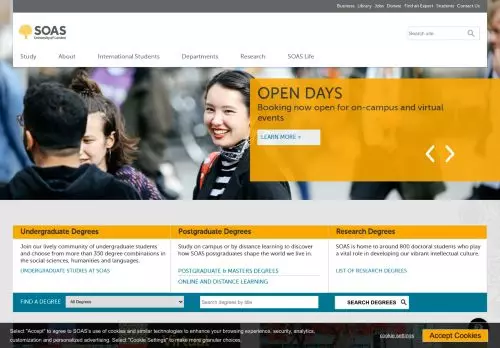 Business Library Jobs Donate Find an Expert Students Contact Us
SOAS
University of London
Search site
Study About International Students Departments Research SOAS Life
OPEN DAYS
Booking now open for on-campus and virtual
events
LEARN MORE +
Undergraduate Degrees
Join our lively community of undergraduate students
and choose from more than 350 degree combinations in
the social sciences, humanities and languages.
UNDERGRADUATE STUDIES AT SOAS
Postgraduate Degrees
Study on campus or by distance learning to discover
how SOAS postgraduates shape the world we live in.
POSTGRADUATE & MASTERS DEGREES
ONLINE AND DISTANCE LEARNING
Research Degrees
SOAS is home to around 800 doctoral students who play
a vital role in developing our vibrant intellectual culture.
LIST OF RESEARCH DEGREES
FIND A DEGREE All Degrees Search degrees by title SEARCH DEGREES
Select "Accept" to agree to SOAS's use of cookies and similar technologies to enhance your browsing experience, security, analytics,
customization and personalized advertising. Select "Cookie Settings" to make more granular choices.
cookie settings
Accept Cookies